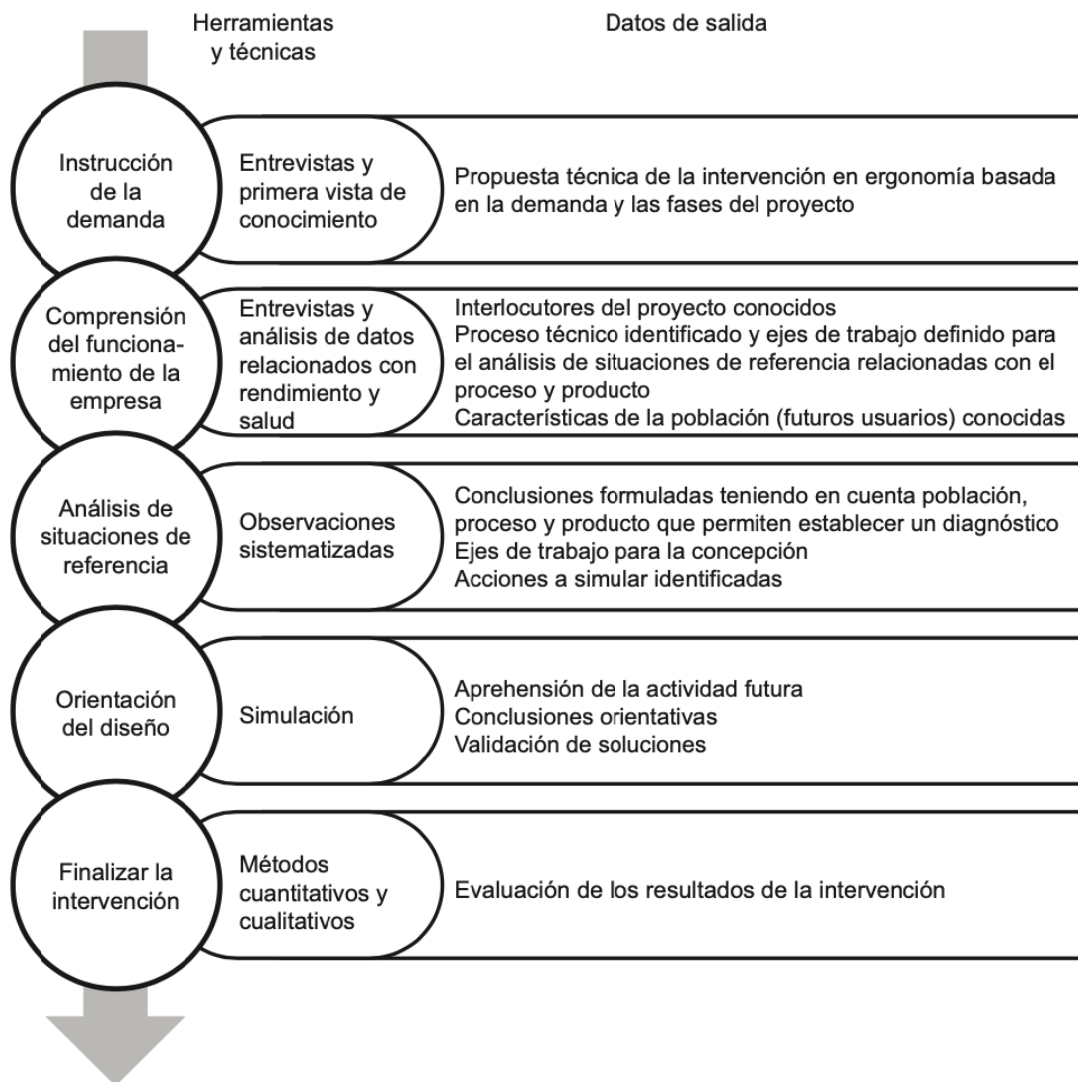 Herramientas
y técnicas
Datos de salida
Instrucción
de la
demanda
Entrevistas y
primera vista de
conocimiento
Propuesta técnica de la intervención en ergonomía basada
en la demanda y las fases del proyecto
Comprensión
del funciona-
miento de la
empresa
Entrevistas y
análisis de datos
relacionados con
rendimiento y
salud
Interlocutores del proyecto conocidos
Proceso técnico identificado y ejes de trabajo definido para
el análisis de situaciones de referencia relacionadas con el
proceso y producto
Características de la población (futuros usuarios) conocidas
Análisis de
situaciones de
referencia
Observaciones
sistematizadas
Conclusiones formuladas teniendo en cuenta población,
proceso y producto que permiten establecer un diagnóstico
Ejes de trabajo para la concepción
Acciones a simular identificadas
Orientación
del diseño
Simulación
Aprehensión de la actividad futura
Conclusiones orientativas
Validación de soluciones
Finalizar la
intervención
Métodos
cuantitativos y
cualitativos
Evaluación de los resultados de la intervención